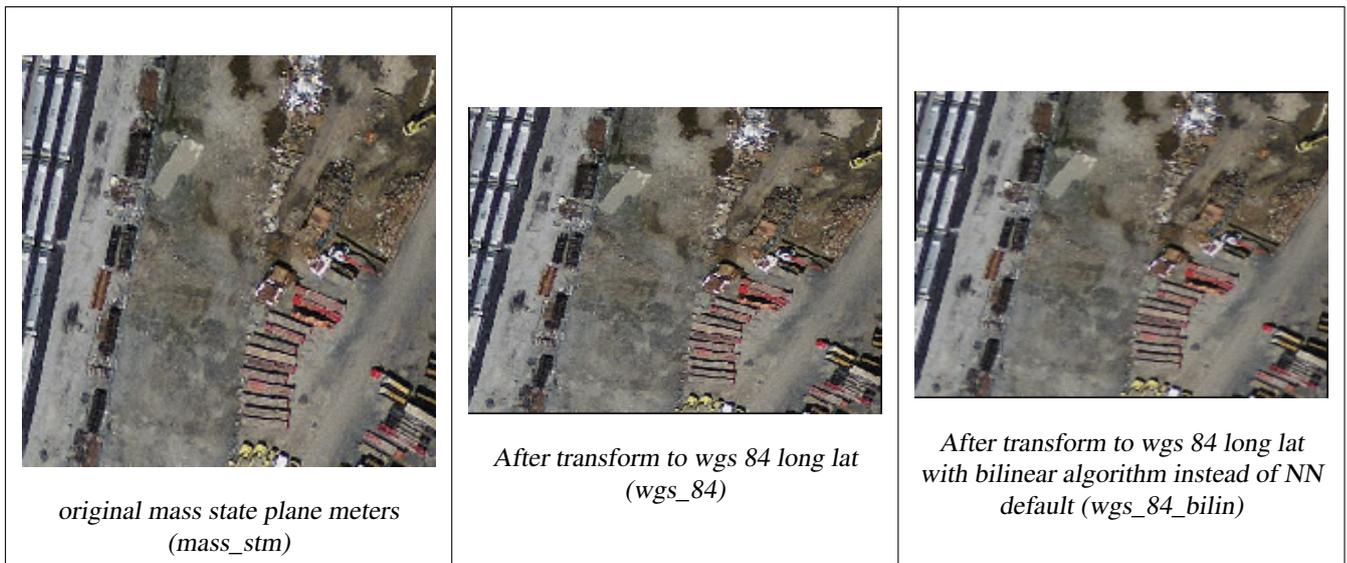 original mass state plane meters
(mass_stm)
After transform to wgs 84 long lat
(wgs_84)
After transform to wgs 84 long lat
with bilinear algorithm instead of NN
default (wgs_84_bilin)